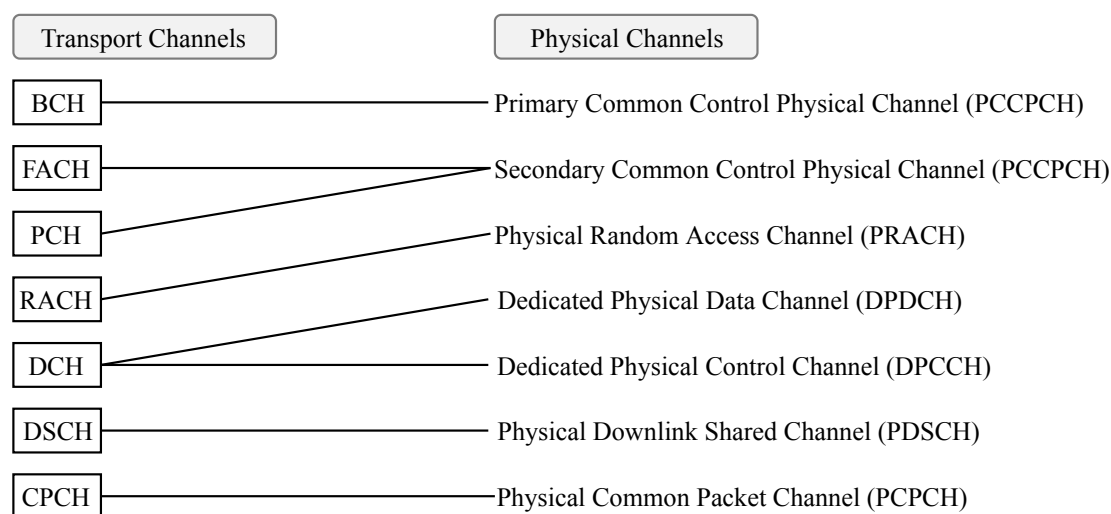 Transport Channels Physical Channels
BCH Primary Common Control Physical Channel (PCCPCH)
FACH Secondary Common Control Physical Channel (PCCPCH)
PCH Physical Random Access Channel (PRACH)
RACH Dedicated Physical Data Channel (DPDCH)
DCH Dedicated Physical Control Channel (DPCCH)
DSCH Physical Downlink Shared Channel (PDSCH)
CPCH Physical Common Packet Channel (PCPCH)